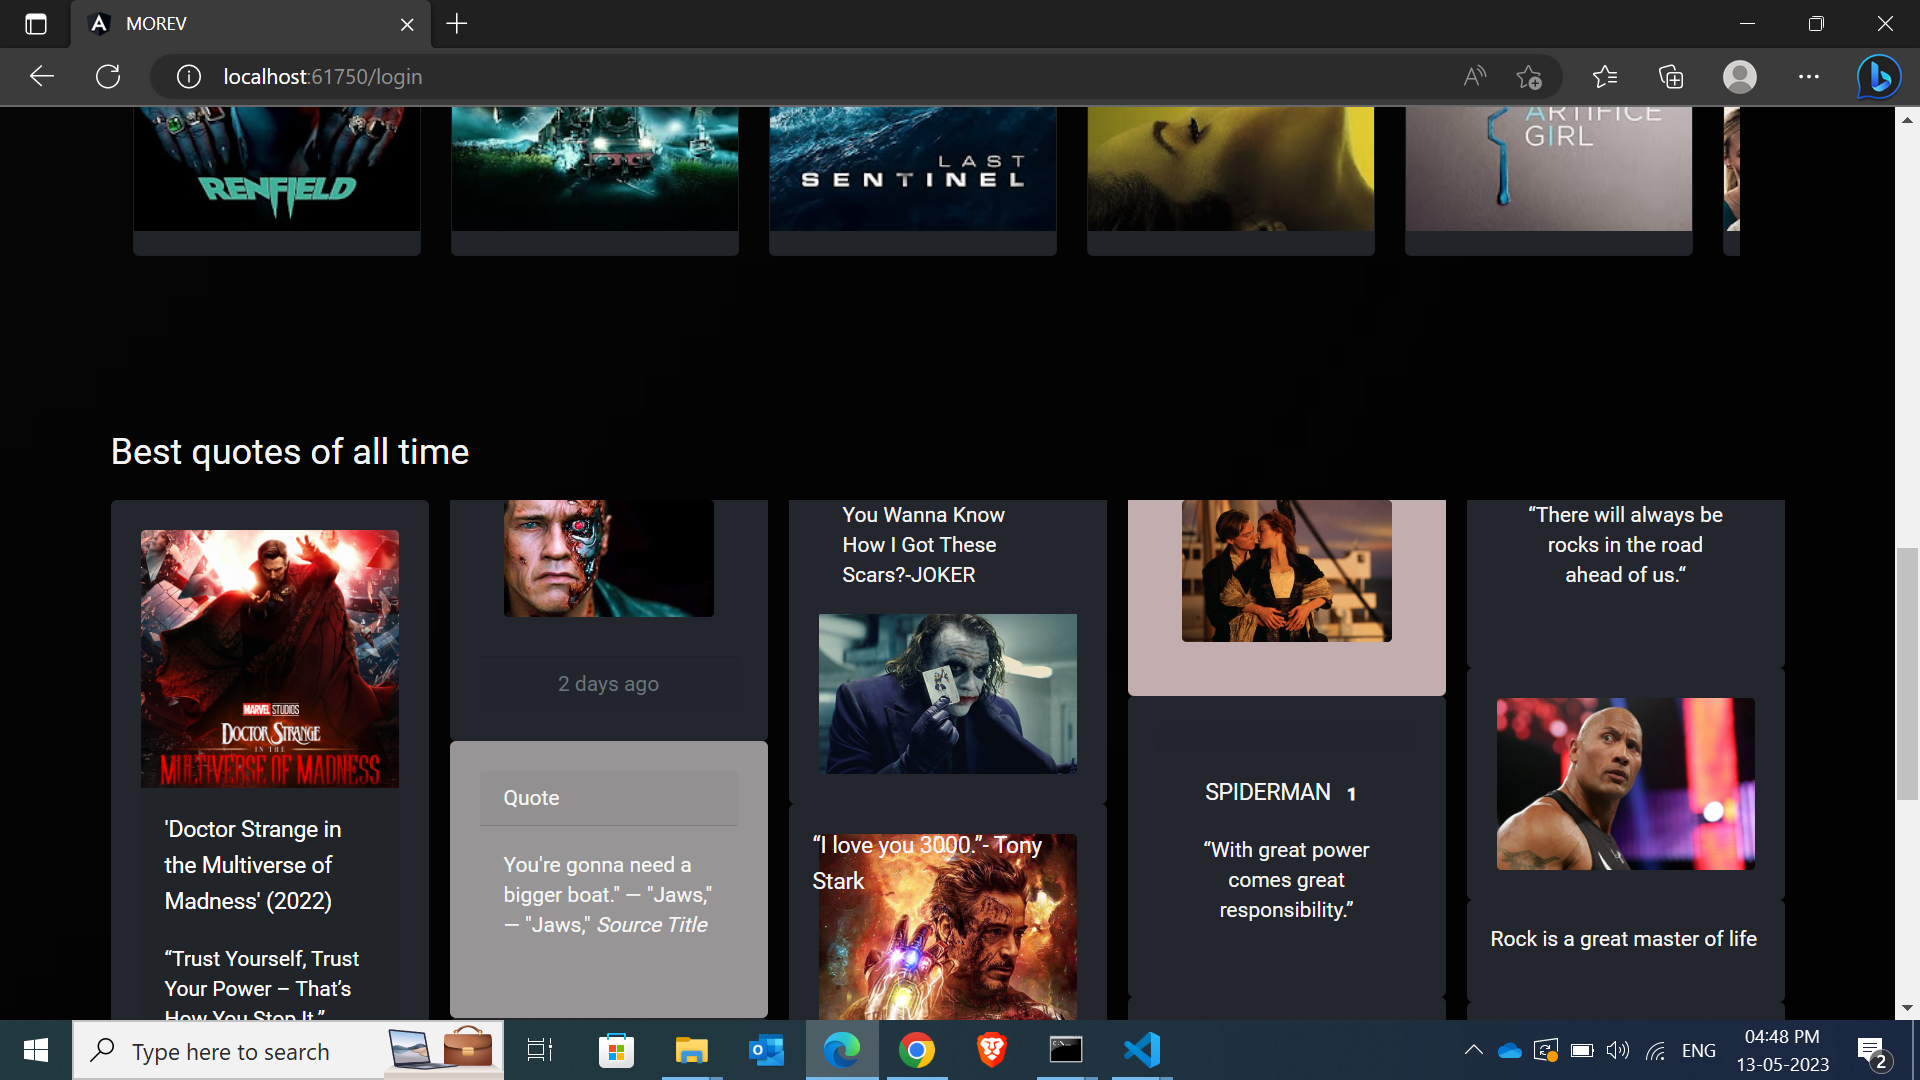 MOREV
localhost:61750/login
RENFIELD
LAST
SENTINEL
ARTIFICE
GIRL
Best quotes of all time
MARVEL STUDIOS
DOCTOR STRANGE
IN THE
MULTIVERSE OF MADNESS
'Doctor Strange in
the Multiverse of
Madness' (2022)
“Trust Yourself, Trust
Your Power – That’s
How You Stop It.”
2 days ago
Quote
You're gonna need a
bigger boat." — "Jaws,"
— "Jaws," Source Title
You Wanna Know
How I Got These
Scars?-JOKER
“I love you 3000.”- Tony
Stark
SPIDERMAN 1
“With great power
comes great
responsibility.”
“There will always be
rocks in the road
ahead of us.“
Rock is a great master of life
Type here to search
ENG
04:48 PM
13-05-2023
2